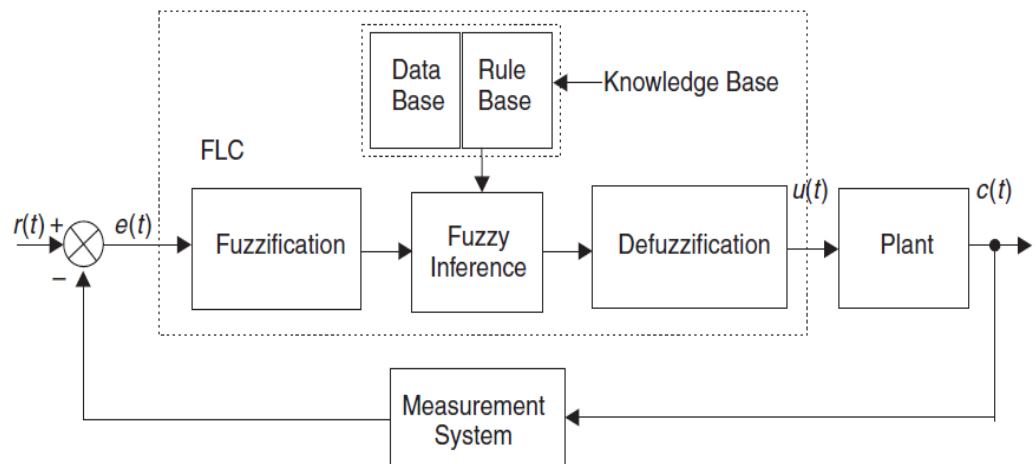 Data
Base
Rule
Base
Knowledge Base
FLC
r(t) +
e(t)
Fuzzification
Fuzzy
Inference
Defuzzification
u(t)
Plant
c(t)
−
Measurement
System